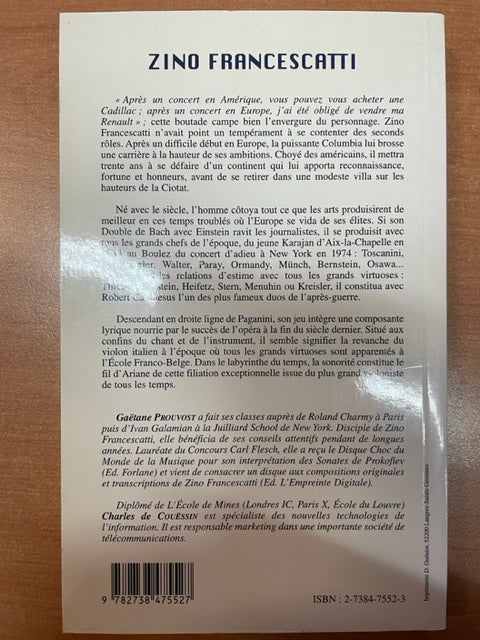 ZINO FRANCESCATTI
« Après un concert en Amérique, vous pouvez vous acheter une
Cadillac ; après un concert en Europe, j'ai été obligé de vendre ma
Renault » ; cette boutade campe bien l'envergure du personnage. Zino
Francescatti n'avait point un tempérament à se contenter des seconds
rôles. Après un difficile début en Europe, la puissante Columbia lui brosse
une carrière à la hauteur de ses ambitions. Choyé des américains, il mettra
trente ans à se défaire d'un continent qui lui apporta reconnaissance,
fortune et honneurs, avant de se retirer dans une modeste villa sur les
hauteurs de la Ciotat.
Né avec le siècle, l'homme côtoya tout ce que les arts produisirent de
meilleur en ces temps troublés où l'Europe se vida de ses élites. Si son
Double de Bach avec Einstein ravit les journalistes, il se produisit avec
tous les grands chefs de l'époque, du jeune Karajan d'Aix-la-Chapelle en
au Boulez du concert d'adieu à New York en 1974 : Toscanini,
Walter, Paray, Ormandy, Münch, Bernstein, Osawa...
les relations d'estime avec tous les grands virtuoses :
Heifetz, Stern, Menuhin ou Kreisler, il constitua avec
Robert l'un des plus fameux duos de l'après-guerre.
Descendant en droite ligne de Paganini, son jeu intègre une composante
lyrique nourrie par le succès de l'opéra à la fin du siècle dernier. Situé aux
confins du chant et de l'instrument, il semble signifier la revanche du
violon italien à l'époque où tous les grands virtuoses sont apparentés à
l'École Franco-Belge. Dans le labyrinthe du temps, la sonorité constitue le
fil d'Ariane de cette filiation exceptionnelle issue du plus grand violoniste
de tous les temps.
Gaëtane PROUVOST a fait ses classes auprès de Roland Charmy à Paris
puis d'Ivan Galamian à la Juilliard School de New York. Disciple de Zino
Francescatti, elle bénéficia de ses conseils attentifs pendant de longues
années. Lauréate du Concours Carl Flesch, elle a reçu le Disque Choc du
Monde de la Musique pour son interprétation des Sonates de Prokofiev
(Ed. Forlane) et vient de consacrer un disque aux compositions originales
et transcriptions de Zino Francescatti (Ed. L'Empreinte Digitale).
Diplômé de L'École de Mines (Londres IC, Paris X, École du Louvre)
Charles de COUËSSIN est spécialiste des nouvelles technologies de
l'information. Il est responsable marketing dans une importante société de
télécommunications.
9 782738 475527
ISBN : 2-7384-7552-3
Imprimerie D. Guéniot, 52200 Langres-Saints-Geosmes